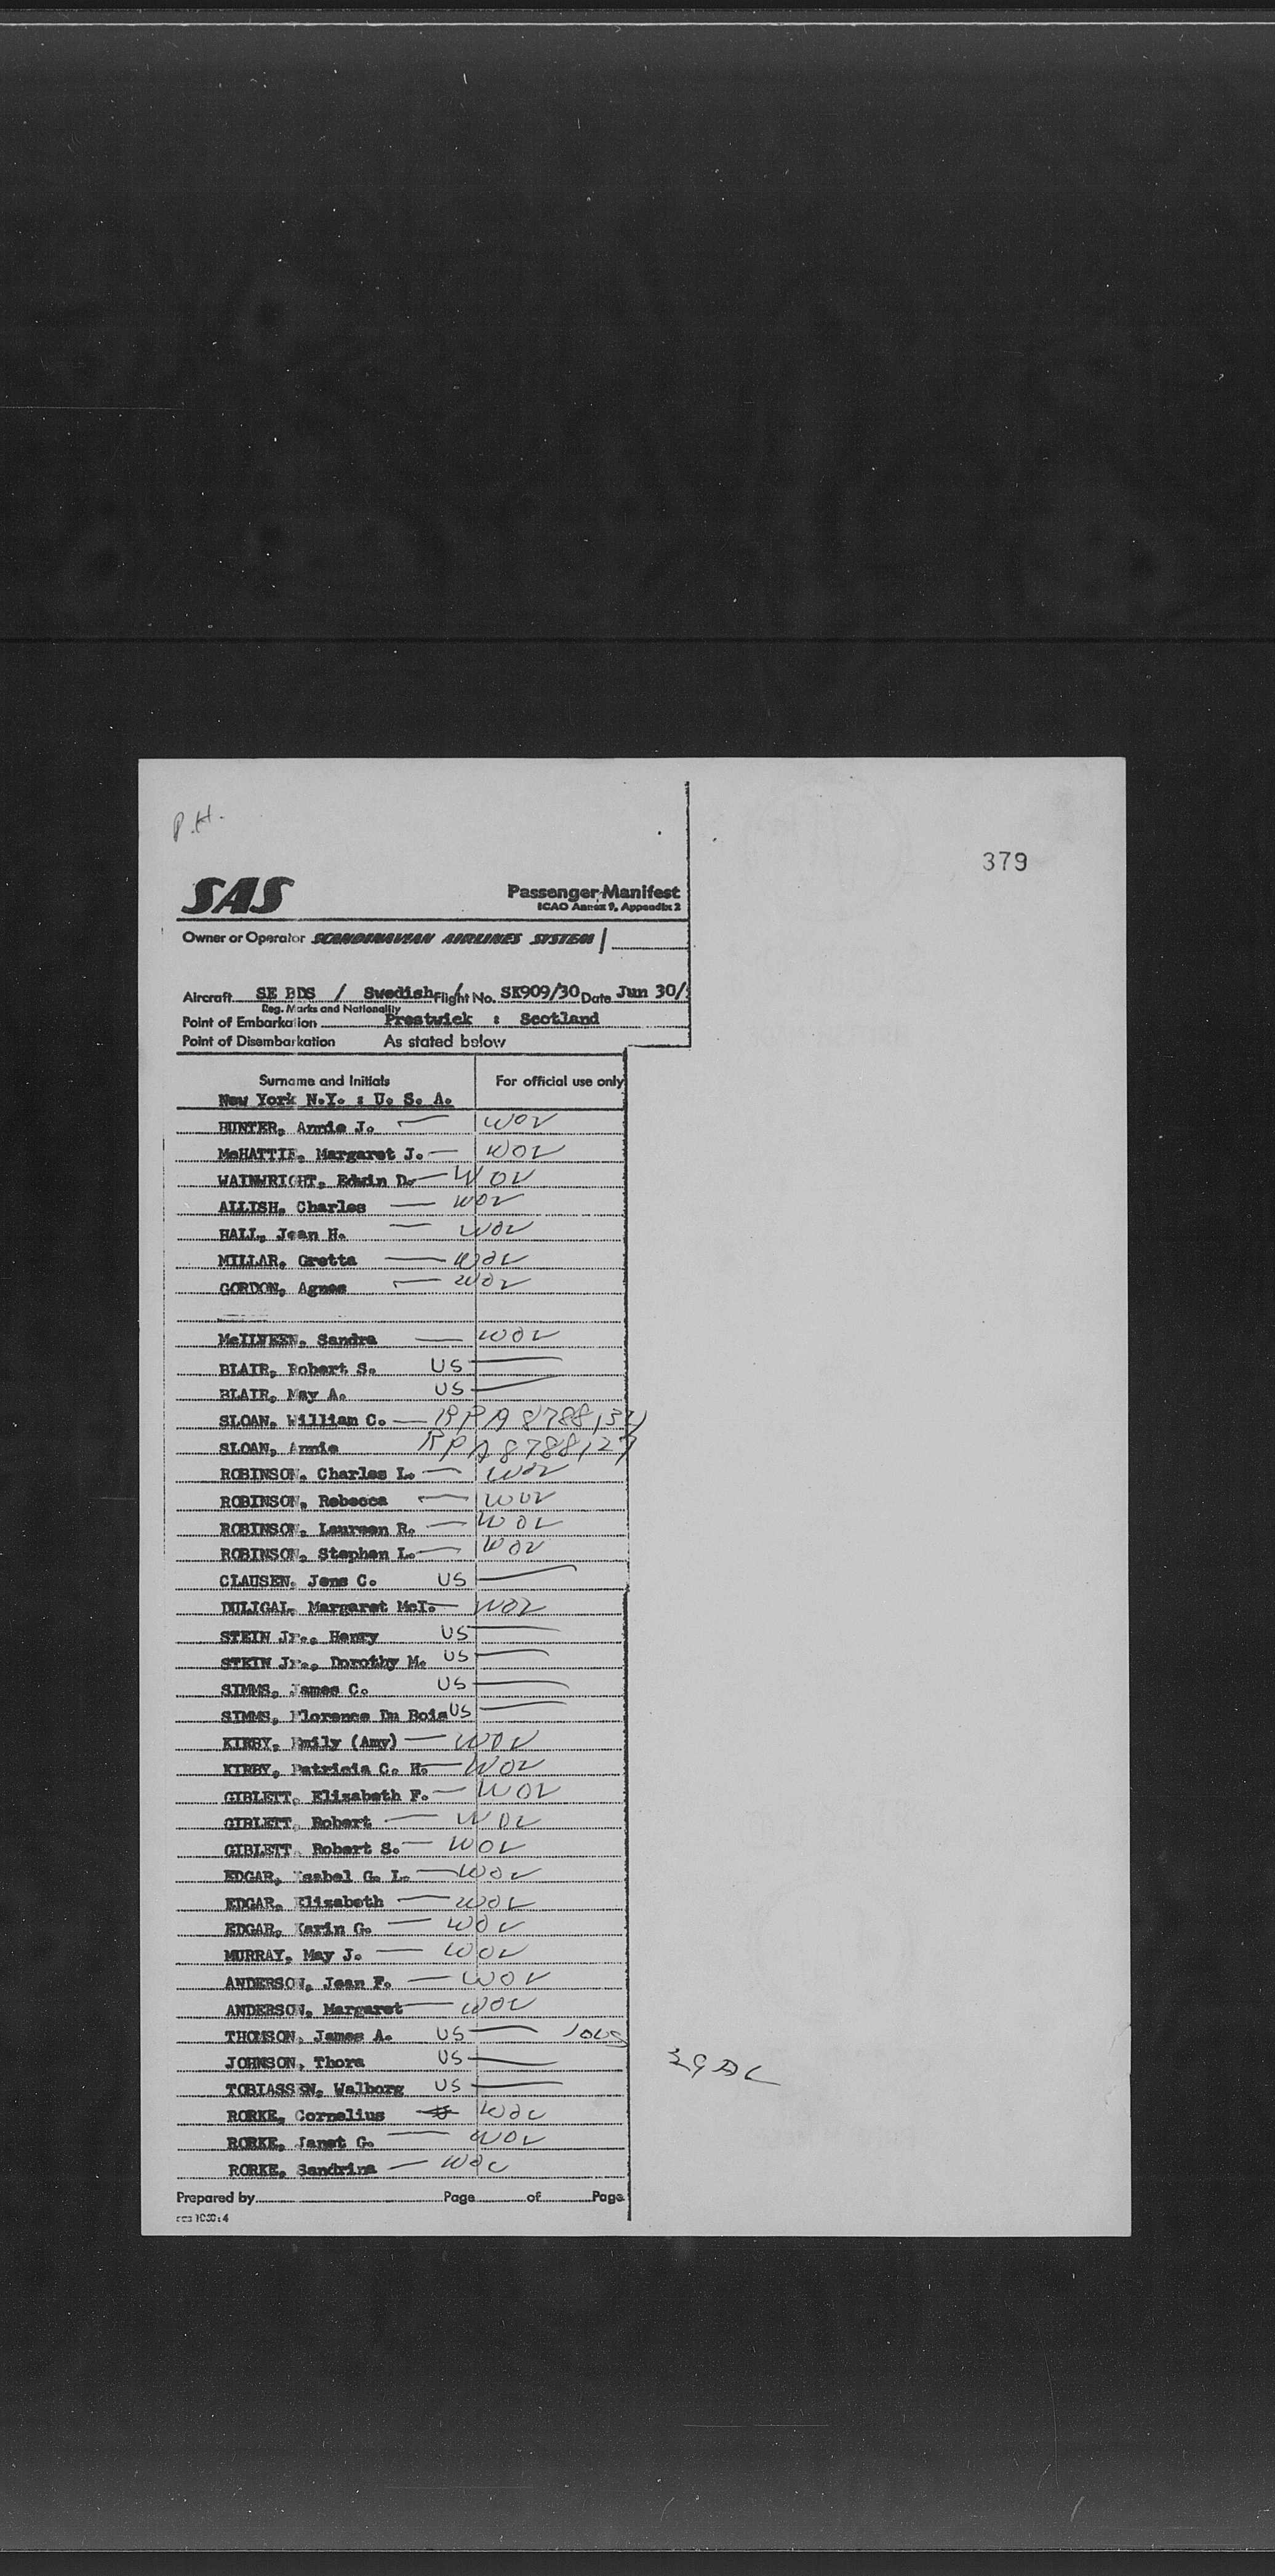 P.H.
379
SAS
Passenger Manifest
ICAO Annex 9, Appendix 2
Owner or Operator SCANDINAVIAN AIRLINES SYSTEM
Aircraft SE BDS / Swedish Flight No. SK909/30 Date Jun 30/
Reg. Marks and Nationality
Point of Embarkation Prestwick : Scotland
Point of Disembarkation As stated below
Surname and Initials For official use only
New York N.Y. : U. S. A.
HUNTER, Annie J. — WOV
McHATTIE, Margaret J. — WOV
WAINWRIGHT, Edwin D. — WOV
ALLISH, Charles — WOV
HALL, Jean H. — WOV
MILLAR, Gretta — WOV
GORDON, Agnes — WOV
McILWEEN, Sandra — WOV
BLAIR, Robert S. US —
BLAIR, May A. US —
SLOAN, William C. — RPA 8788,
SLOAN, Annie RPA 8788,27
ROBINSON, Charles L. — WOV
ROBINSON, Rebecca — WOV
ROBINSON, Laureen R. — WOV
ROBINSON, Stephen L. — WOV
CLAUSEN, Jens C. US —
DULIGAL, Margaret McI. — WOV
STEIN Jr., Henry US —
STEIN Jr., Dorothy M. US —
SIMMS, James C. US —
SIMMS, Florence Du Bois US —
KIRBY, Emily (Amy) — WOV
KIRBY, Patricia C. H. — WOV
GIBLETT, Elizabeth F. — WOV
GIBLETT, Robert — WOV
GIBLETT, Robert S. — WOV
EDGAR, Isabel G. L. — WOV
EDGAR, Elizabeth — WOV
EDGAR, Karin G. — WOV
MURRAY, May J. — WOV
ANDERSON, Jean F. — WOV
ANDERSON, Margaret — WOV
THOMSON, James A. US —
JOHNSON, Thora US —
TOBIASSEN, Walborg US —
RORKE, Cornelius WOV
RORKE, Janet G. — WOV
RORKE, Sandrina — WOV
Prepared by Page of Page